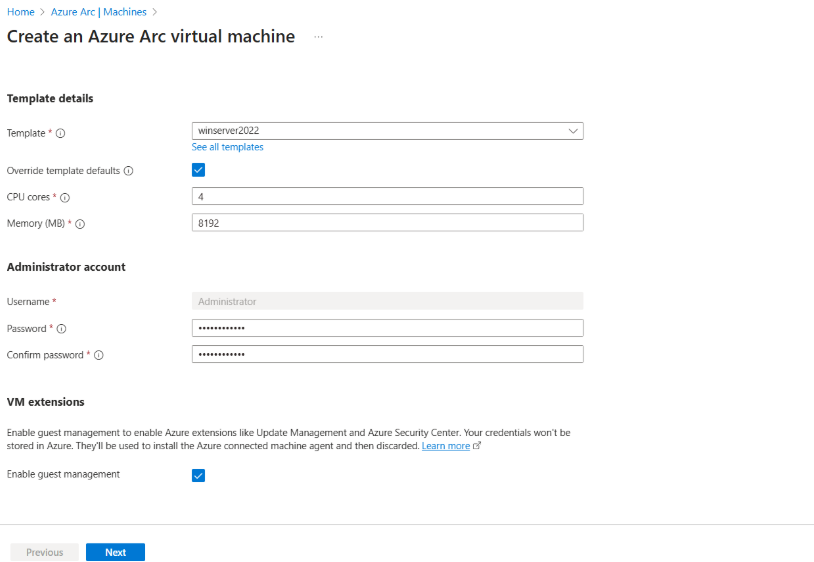 Home > Azure Arc | Machines >
Create an Azure Arc virtual machine ...
Template details
Template * winserver2022
See all templates
Override template defaults
CPU cores * 4
Memory (MB) * 8192
Administrator account
Username * Administrator
Password * ••••••••••••
Confirm password * ••••••••••••
VM extensions
Enable guest management to enable Azure extensions like Update Management and Azure Security Center. Your credentials won't be
stored in Azure. They'll be used to install the Azure connected machine agent and then discarded. Learn more
Enable guest management
Previous Next